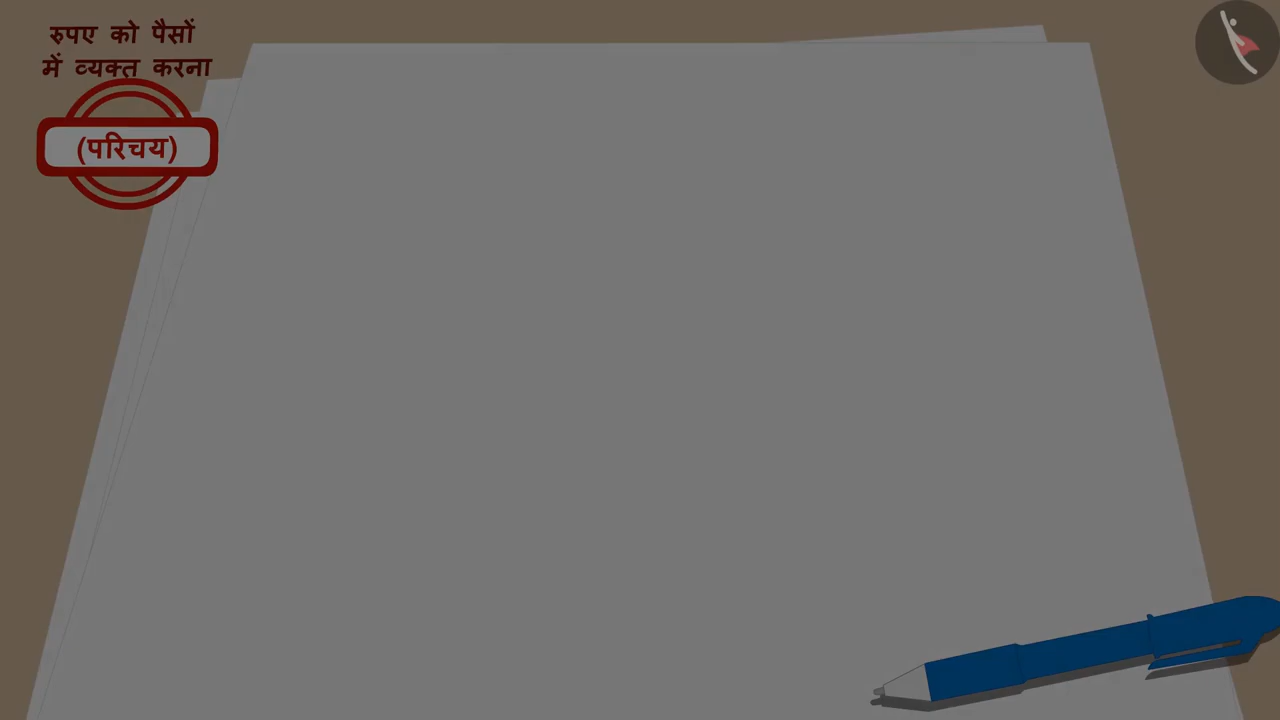 रुपए को पैसों
में व्यक्त करना
(परिचय)